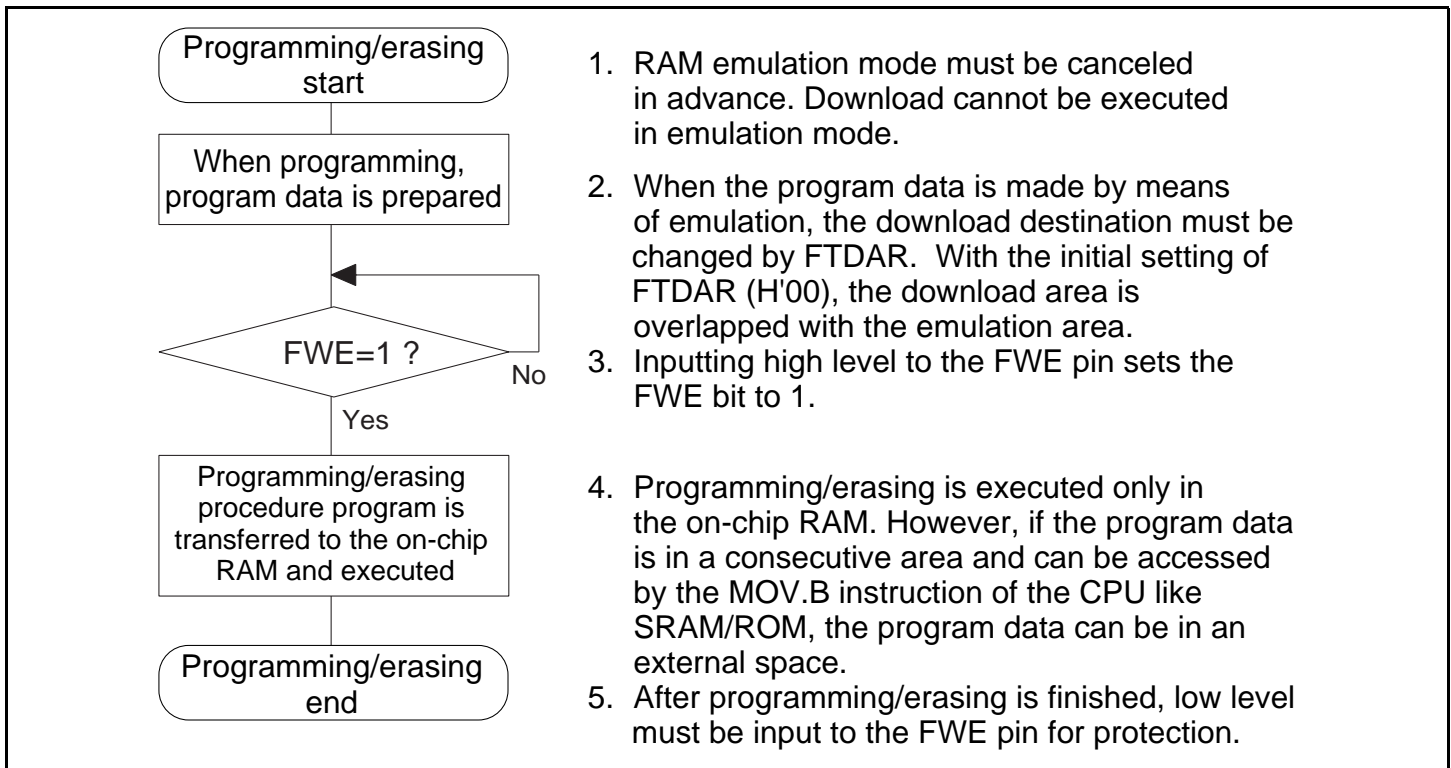 Programming/erasing
start
When programming,
program data is prepared
FWE=1 ?
No
Yes
Programming/erasing
procedure program is
transferred to the on-chip
RAM and executed
Programming/erasing
end
1. RAM emulation mode must be canceled
in advance. Download cannot be executed
in emulation mode.
2. When the program data is made by means
of emulation, the download destination must be
changed by FTDAR.  With the initial setting of
FTDAR (H'00), the download area is
overlapped with the emulation area.
3. Inputting high level to the FWE pin sets the
FWE bit to 1.
4. Programming/erasing is executed only in
the on-chip RAM. However, if the program data
is in a consecutive area and can be accessed
by the MOV.B instruction of the CPU like
SRAM/ROM, the program data can be in an
external space.
5. After programming/erasing is finished, low level
must be input to the FWE pin for protection.